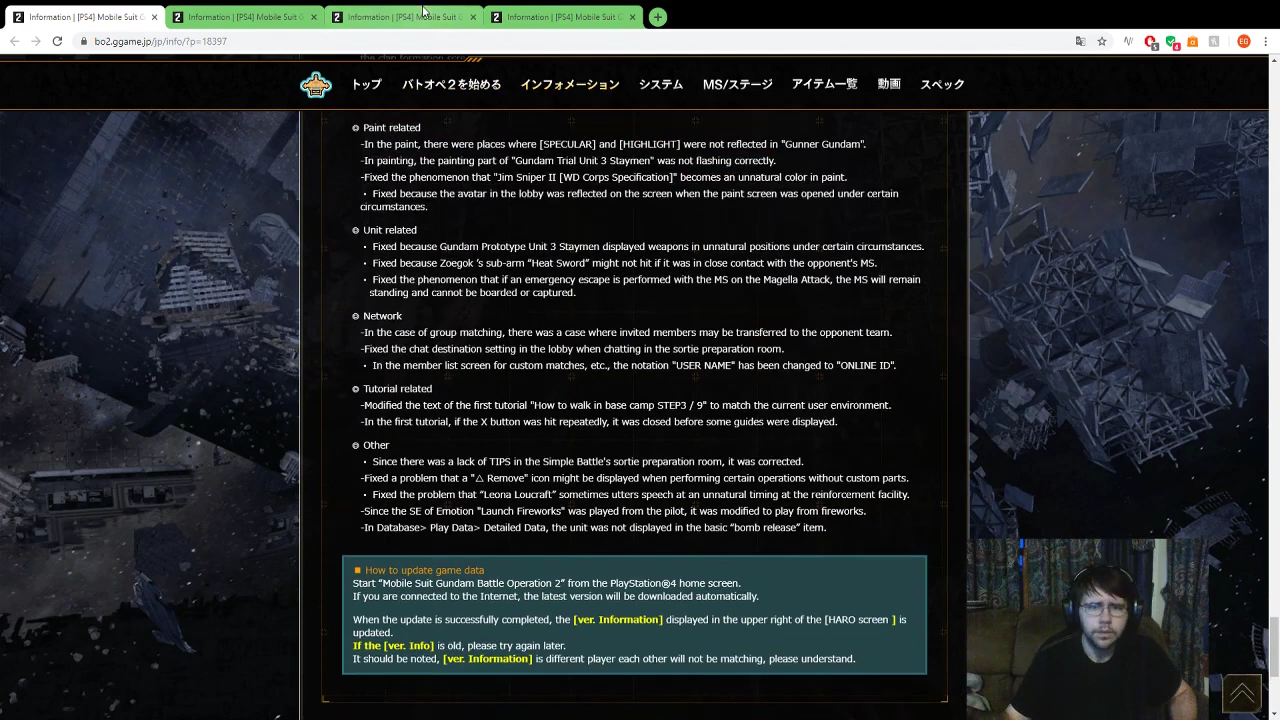 Information | [PS4] Mobile Suit G
Information | [PS4] Mobile Suit G
Information | [PS4] Mobile Suit G
Information | [PS4] Mobile Suit G
bo2.ggame.jp/jp/info/?p=18397
EG
トップ バトオペ２を始める インフォメーション システム MS/ステージ アイテム一覧 動画 スペック
Paint related
-In the paint, there were places where [SPECULAR] and [HIGHLIGHT] were not reflected in "Gunner Gundam".
-In painting, the painting part of "Gundam Trial Unit 3 Staymen" was not flashing correctly.
-Fixed the phenomenon that "Jim Sniper II [WD Corps Specification]" becomes an unnatural color in paint.
・ Fixed because the avatar in the lobby was reflected on the screen when the paint screen was opened under certain
circumstances.
Unit related
・ Fixed because Gundam Prototype Unit 3 Staymen displayed weapons in unnatural positions under certain circumstances.
・ Fixed because Zoegok 's sub-arm “Heat Sword” might not hit if it was in close contact with the opponent's MS.
・ Fixed the phenomenon that if an emergency escape is performed with the MS on the Magella Attack, the MS will remain
standing and cannot be boarded or captured.
Network
-In the case of group matching, there was a case where invited members may be transferred to the opponent team.
-Fixed the chat destination setting in the lobby when chatting in the sortie preparation room.
・ In the member list screen for custom matches, etc., the notation "USER NAME" has been changed to "ONLINE ID".
Tutorial related
-Modified the text of the first tutorial "How to walk in base camp STEP3 / 9" to match the current user environment.
-In the first tutorial, if the X button was hit repeatedly, it was closed before some guides were displayed.
Other
・ Since there was a lack of TIPS in the Simple Battle's sortie preparation room, it was corrected.
-Fixed a problem that a "△ Remove" icon might be displayed when performing certain operations without custom parts.
・ Fixed the problem that “Leona Loucraft” sometimes utters speech at an unnatural timing at the reinforcement facility.
-Since the SE of Emotion "Launch Fireworks" was played from the pilot, it was modified to play from fireworks.
-In Database> Play Data> Detailed Data, the unit was not displayed in the basic “bomb release” item.
■ How to update game data
Start “Mobile Suit Gundam Battle Operation 2” from the PlayStation®4 home screen.
If you are connected to the Internet, the latest version will be downloaded automatically.
When the update is successfully completed, the [ver. Information] displayed in the upper right of the [HARO screen ] is
updated.
If the [ver. Info] is old, please try again later.
It should be noted, [ver. Information] is different player each other will not be matching, please understand.